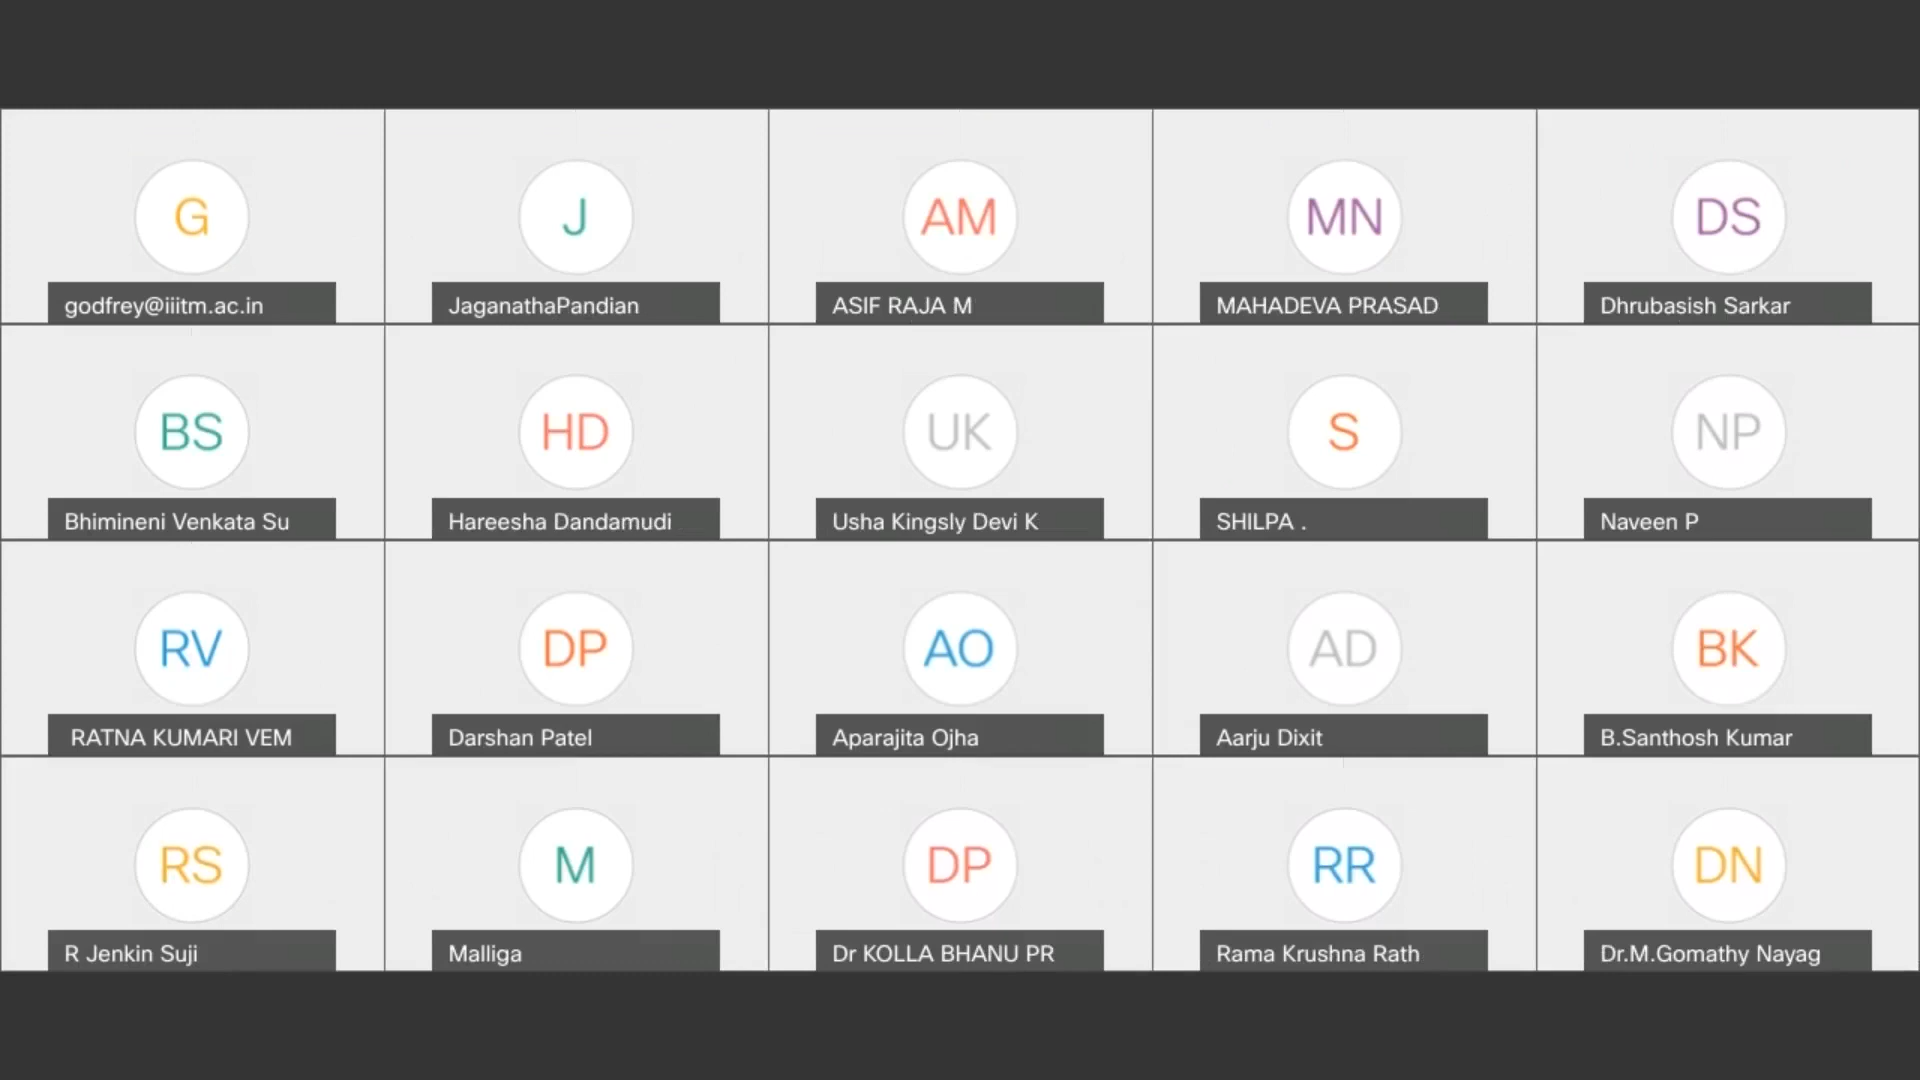 G
J
AM
MN
DS
godfrey@iiitm.ac.in
JaganathaPandian
ASIF RAJA M
MAHADEVA PRASAD
Dhrubasish Sarkar
BS
HD
UK
S
NP
Bhimineni Venkata Su
Hareesha Dandamudi
Usha Kingsly Devi K
SHILPA .
Naveen P
RV
DP
AO
AD
BK
RATNA KUMARI VEM
Darshan Patel
Aparajita Ojha
Aarju Dixit
B.Santhosh Kumar
RS
M
DP
RR
DN
R Jenkin Suji
Malliga
Dr KOLLA BHANU PR
Rama Krushna Rath
Dr.M.Gomathy Nayag